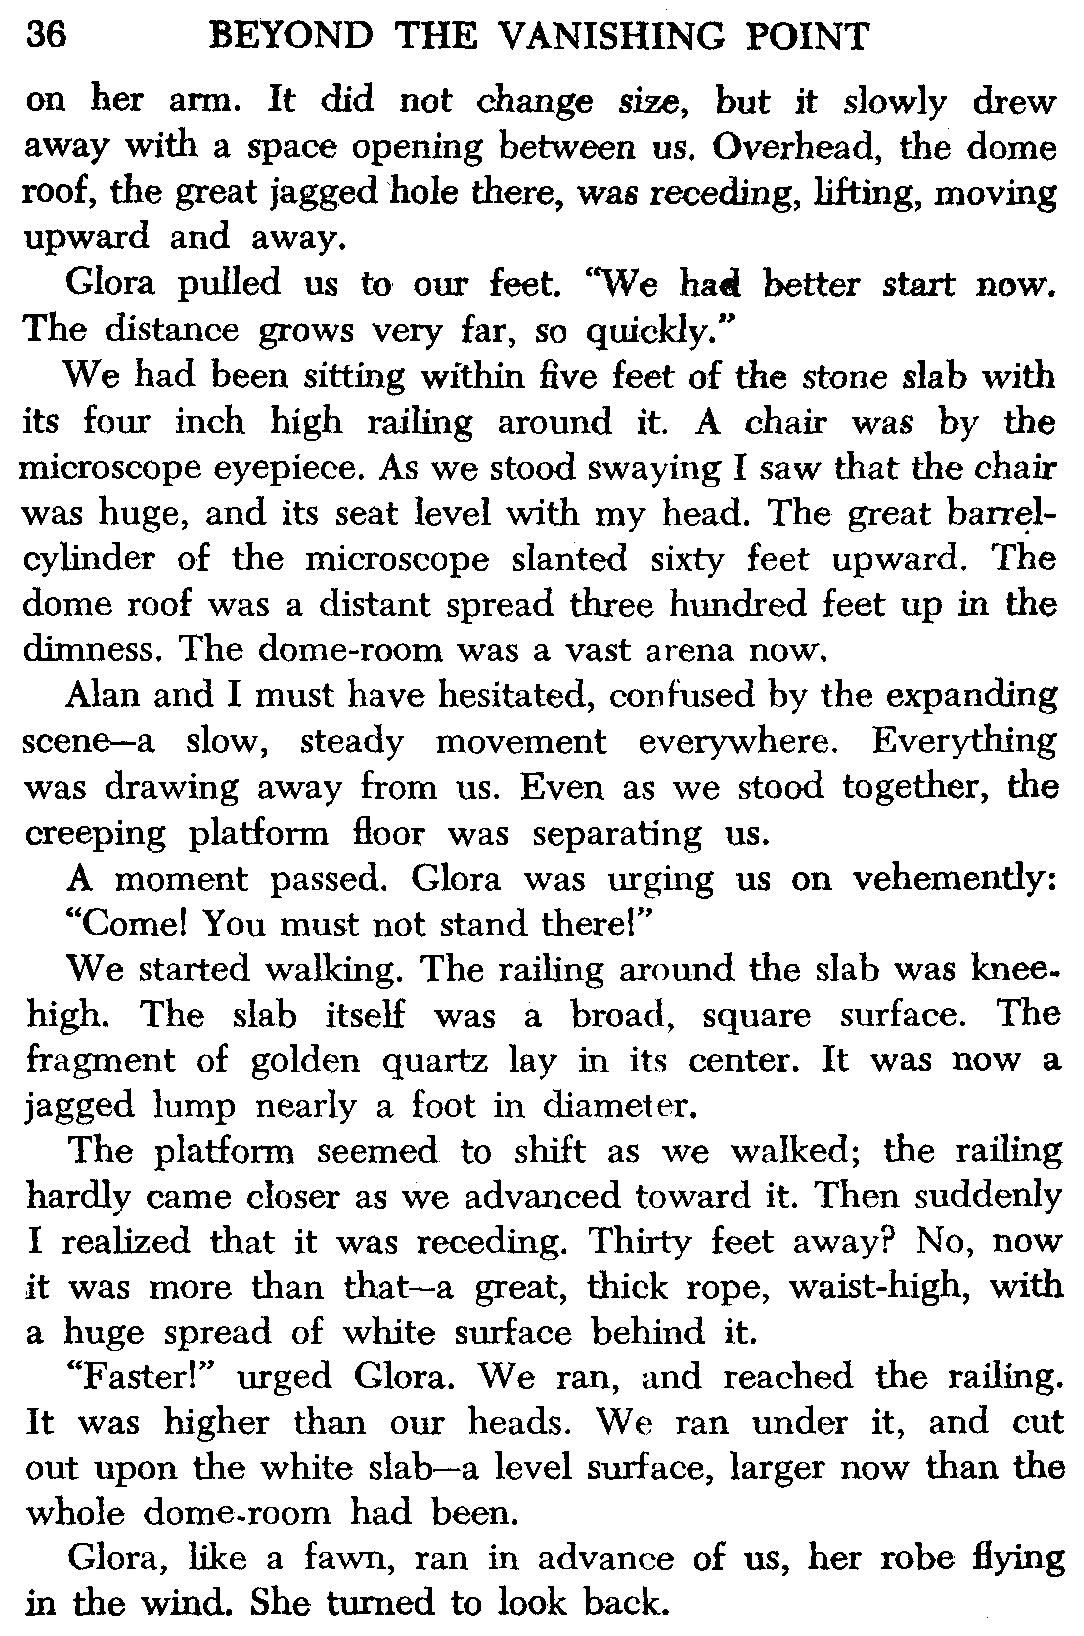 36 BEYOND THE VANISHING POINT
on her arm. It did not change size, but it slowly drew
away with a space opening between us. Overhead, the dome
roof, the great jagged hole there, was receding, lifting, moving
upward and away.
Glora pulled us to our feet. “We had better start now.
The distance grows very far, so quickly.”
We had been sitting within five feet of the stone slab with
its four inch high railing around it. A chair was by the
microscope eyepiece. As we stood swaying I saw that the chair
was huge, and its seat level with my head. The great barrel-
cylinder of the microscope slanted sixty feet upward. The
dome roof was a distant spread three hundred feet up in the
dimness. The dome-room was a vast arena now.
Alan and I must have hesitated, confused by the expanding
scene—a slow, steady movement everywhere. Everything
was drawing away from us. Even as we stood together, the
creeping platform floor was separating us.
A moment passed. Glora was urging us on vehemently:
“Come! You must not stand there!”
We started walking. The railing around the slab was knee-
high. The slab itself was a broad, square surface. The
fragment of golden quartz lay in its center. It was now a
jagged lump nearly a foot in diameter.
The platform seemed to shift as we walked; the railing
hardly came closer as we advanced toward it. Then suddenly
I realized that it was receding. Thirty feet away? No, now
it was more than that—a great, thick rope, waist-high, with
a huge spread of white surface behind it.
“Faster!” urged Glora. We ran, and reached the railing.
It was higher than our heads. We ran under it, and cut
out upon the white slab—a level surface, larger now than the
whole dome-room had been.
Glora, like a fawn, ran in advance of us, her robe flying
in the wind. She turned to look back.